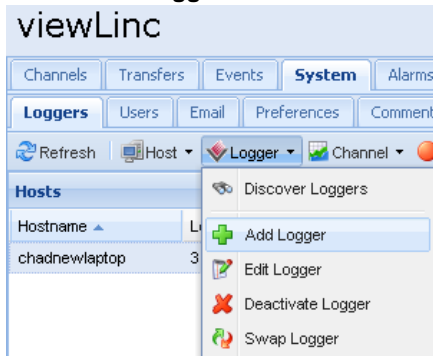 viewLinc
Channels Transfers Events System Alarms
Loggers Users Email Preferences Comment
Refresh Host Logger Channel
Hosts Discover Loggers
Hostname Add Logger
chadnewlaptop 3 Edit Logger
Deactivate Logger
Swap Logger